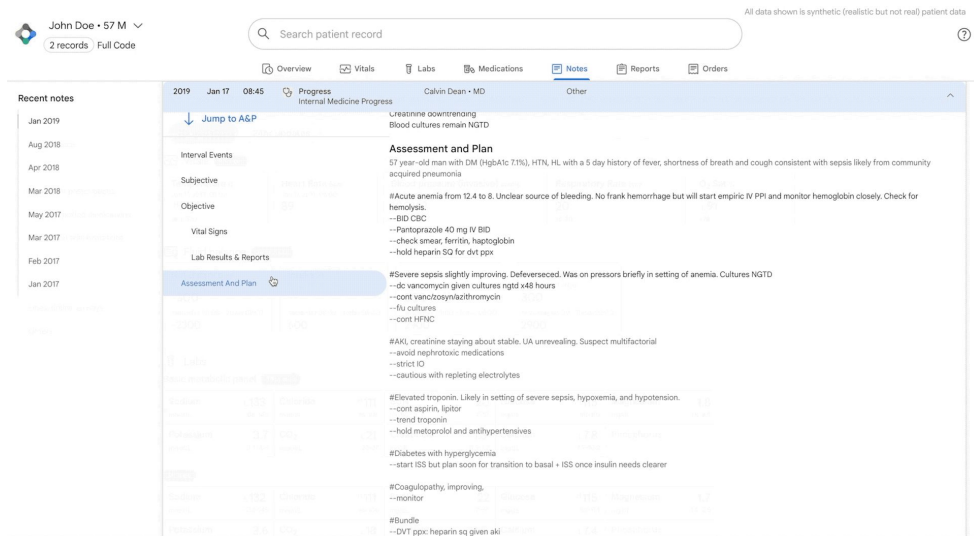 All data shown is synthetic (realistic but not real) patient data
John Doe • 57 M
2 records Full Code
Search patient record
Overview Vitals Labs Medications Notes Reports Orders
Recent notes
Jan 2019
Aug 2018
Apr 2018
Mar 2018
May 2017
Mar 2017
Feb 2017
Jan 2017
2019 Jan 17 08:45 Progress Calvin Dean • MD Other
Internal Medicine Progress
Jump to A&P
Interval Events
Subjective
Objective
Vital Signs
Lab Results & Reports
Assessment And Plan
Creatinine downtrending
Blood cultures remain NGTD
Assessment and Plan
57 year-old man with DM (HgbA1c 7.1%), HTN, HL with a 5 day history of fever, shortness of breath and cough consistent with sepsis likely from community
acquired pneumonia
#Acute anemia from 12.4 to 8. Unclear source of bleeding. No frank hemorrhage but will start empiric IV PPI and monitor hemoglobin closely. Check for
hemolysis.
--BID CBC
--Pantoprazole 40 mg IV BID
--check smear, ferritin, haptoglobin
--hold heparin SQ for dvt ppx
#Severe sepsis slightly improving. Defeversced. Was on pressors briefly in setting of anemia. Cultures NGTD
--dc vancomycin given cultures ngtd x48 hours
--cont vanc/zosyn/azithromycin
--f/u cultures
--cont HFNC
#AKI, creatinine staying about stable. UA unrevealing. Suspect multifactorial
--avoid nephrotoxic medications
--strict IO
--cautious with repleting electrolytes
#Elevated troponin. Likely in setting of severe sepsis, hypoxemia, and hypotension.
--cont aspirin, lipitor
--trend troponin
--hold metoprolol and antihypertensives
#Diabetes with hyperglycemia
--start ISS but plan soon for transition to basal + ISS once insulin needs clearer
#Coagulopathy, improving,
--monitor
#Bundle
--DVT ppx: heparin sq given aki